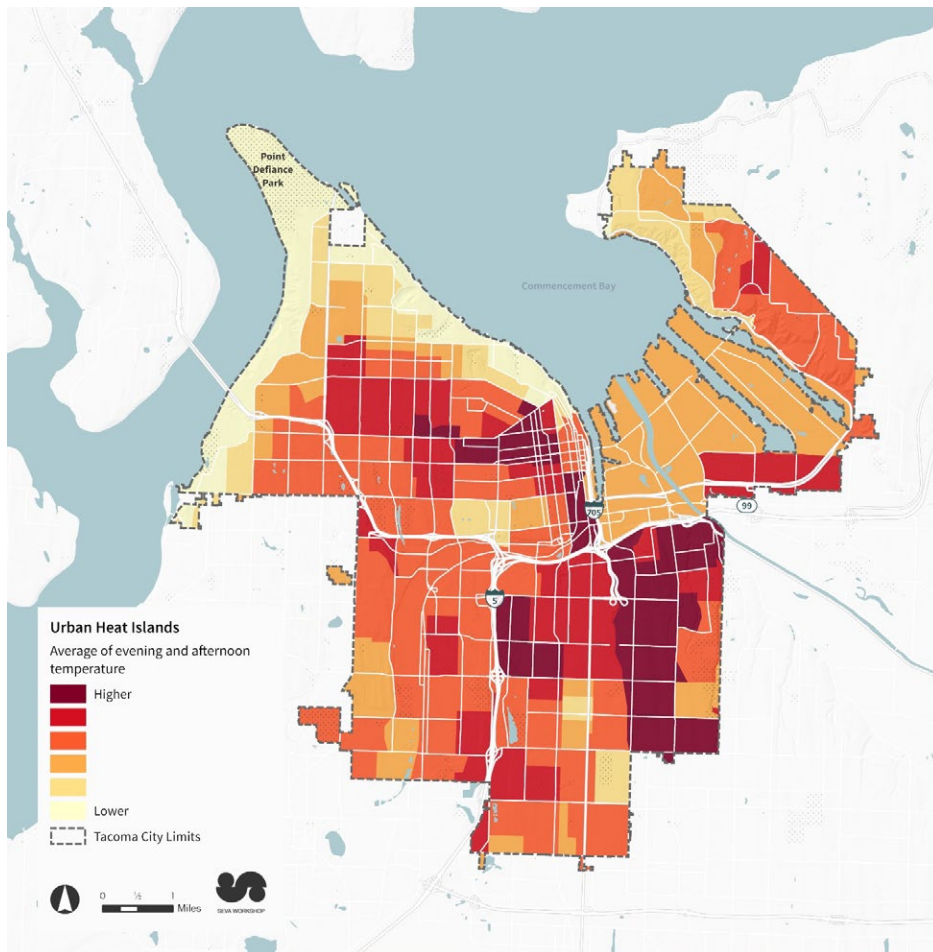 Point
Defiance
Park
Commencement Bay
705
99
5
Urban Heat Islands
Average of evening and afternoon
temperature
Higher
Lower
Tacoma City Limits
0 ½ 1
Miles
SEVA WORKSHOP